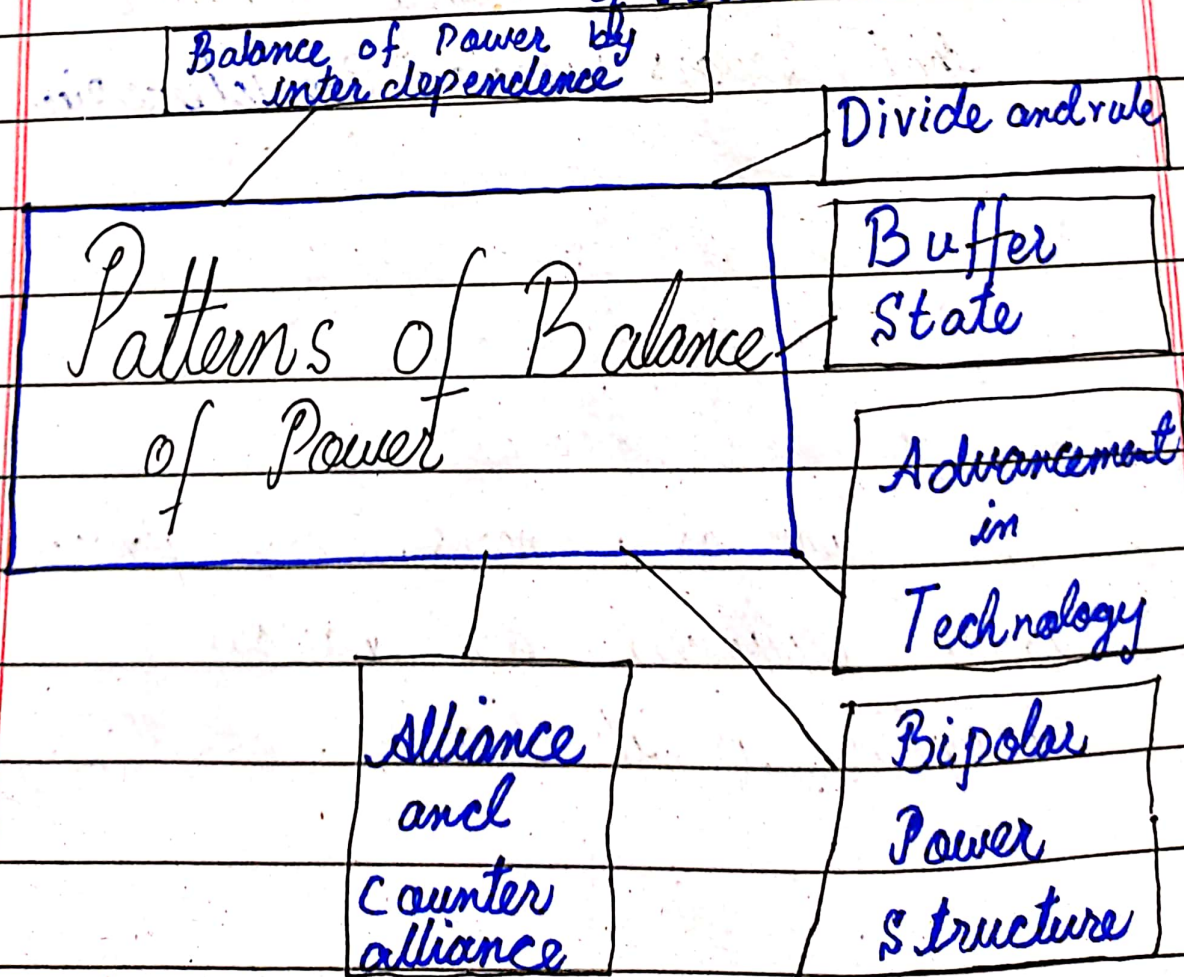 Balance of Power by
interdependence
Divide and rule
Buffer
State
Patterns of Balance
of Power
Advancement
in
Technology
Alliance
and
Counter
alliance
Bipolar
Power
Structure